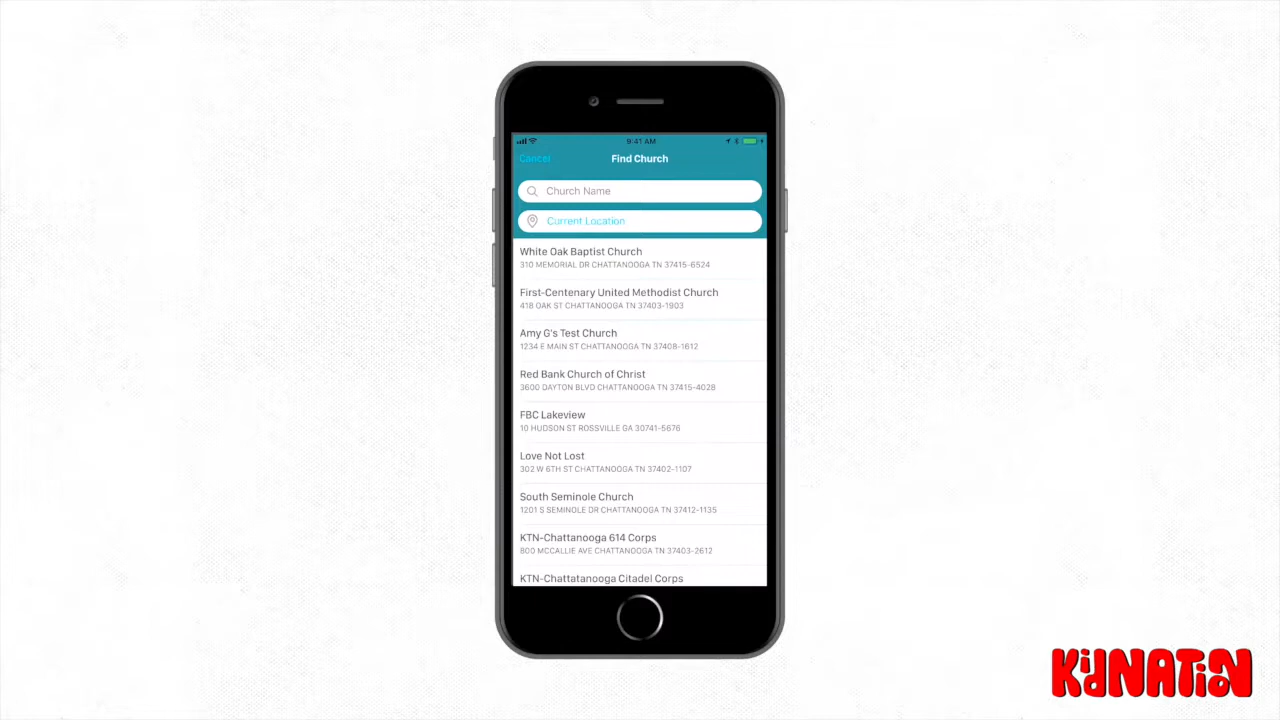 9:41 AM
Cancel
Find Church
Church Name
Current Location
White Oak Baptist Church
310 MEMORIAL DR CHATTANOOGA TN 37415-6524
First-Centenary United Methodist Church
418 OAK ST CHATTANOOGA TN 37403-1903
Amy G's Test Church
1234 E MAIN ST CHATTANOOGA TN 37408-1612
Red Bank Church of Christ
3600 DAYTON BLVD CHATTANOOGA TN 37415-4028
FBC Lakeview
10 HUDSON ST ROSSVILLE GA 30741-5676
Love Not Lost
302 W 6TH ST CHATTANOOGA TN 37402-1107
South Seminole Church
1201 S SEMINOLE DR CHATTANOOGA TN 37412-1135
KTN-Chattanooga 614 Corps
800 MCCALLIE AVE CHATTANOOGA TN 37403-2612
KTN-Chattatanooga Citadel Corps
KidNATION